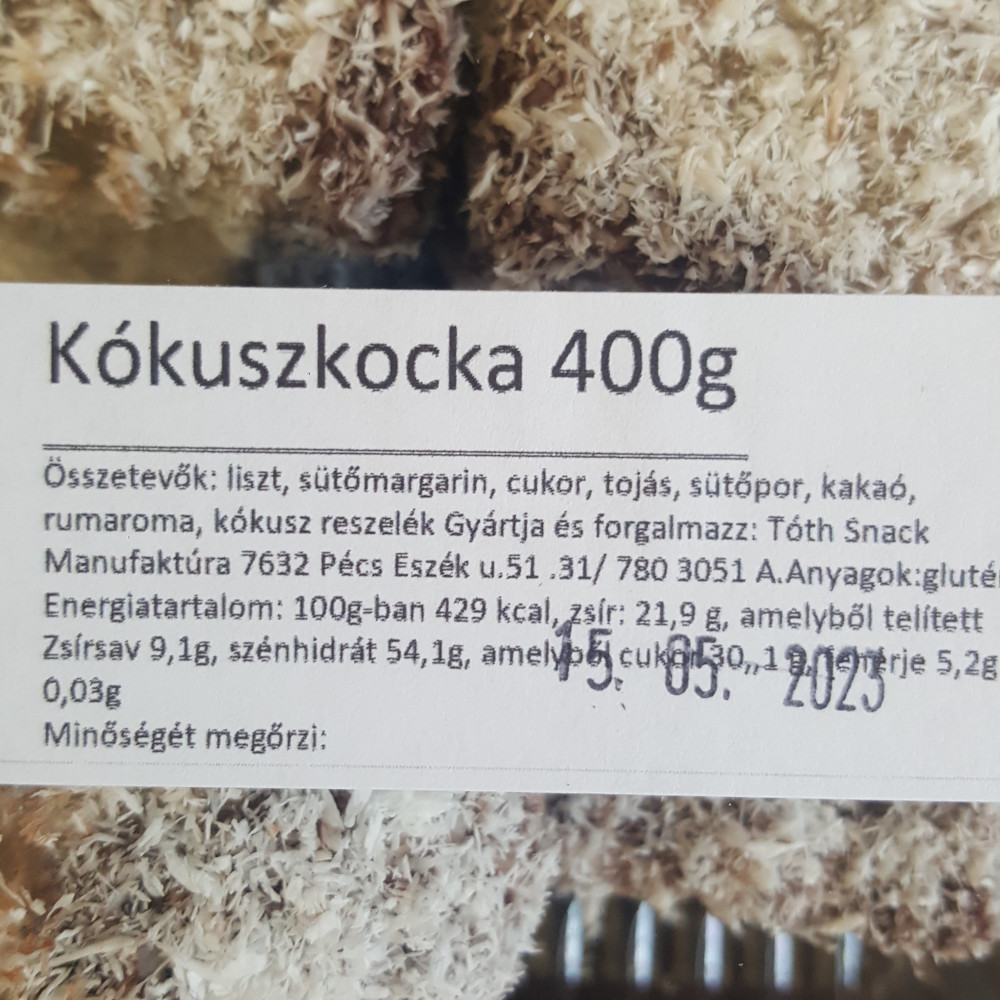 Kókuszkocka 400g
Összetevők: liszt, sütőmargarin, cukor, tojás, sütőpor, kakaó,
rumaroma, kókusz reszelék Gyártja és forgalmazz: Tóth Snack
Manufaktúra 7632 Pécs Eszék u.51 .31/ 780 3051 A.Anyagok:gluté
Energiatartalom: 100g-ban 429 kcal, zsír: 21,9 g, amelyből telített
Zsírsav 9,1g, szénhidrát 54,1g, amelyből cukor 30,,1 g, fehérje 5,2g
15. 05. 2023
0,03g
Minőségét megőrzi: